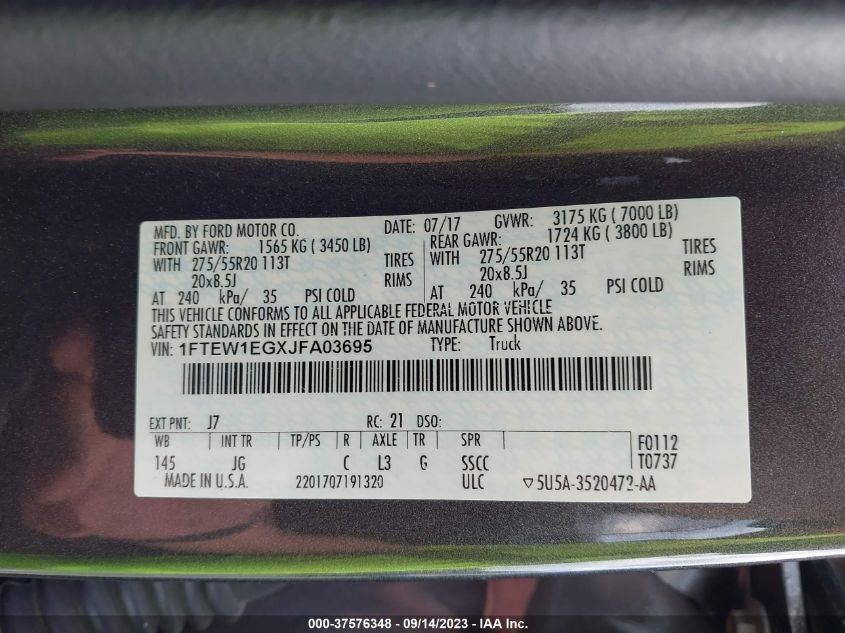 MFD. BY FORD MOTOR CO. DATE: 07/17 GVWR: 3175 KG ( 7000 LB)
FRONT GAWR: 1565 KG ( 3450 LB) REAR GAWR: 1724 KG ( 3800 LB)
WITH 275/55R20 113T TIRES WITH 275/55R20 113T TIRES
20x8.5J RIMS 20x8.5J RIMS
AT 240 kPa/ 35 PSI COLD AT 240 kPa/ 35 PSI COLD
THIS VEHICLE CONFORMS TO ALL APPLICABLE FEDERAL MOTOR VEHICLE
SAFETY STANDARDS IN EFFECT ON THE DATE OF MANUFACTURE SHOWN ABOVE.
VIN: 1FTEW1EGXJFA03695 TYPE: Truck
EXT PNT: J7 RC: 21 DSO:
WB INT TR TP/PS R AXLE TR SPR F0112
145 JG C L3 G SSCC T0737
MADE IN U.S.A. 2201707191320 ULC ▽5U5A-3520472-AA
000-37576348 - 09/14/2023 - IAA Inc.